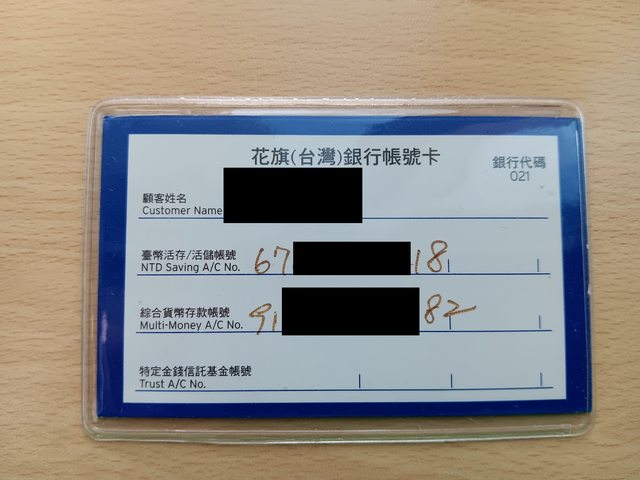 花旗(台灣)銀行帳號卡
銀行代碼
021
顧客姓名
Customer Name
臺幣活存/活儲帳號
NTD Saving A/C No. 67 18
綜合貨幣存款帳號
Multi-Money A/C No. 91 82
特定金錢信託基金帳號
Trust A/C No.